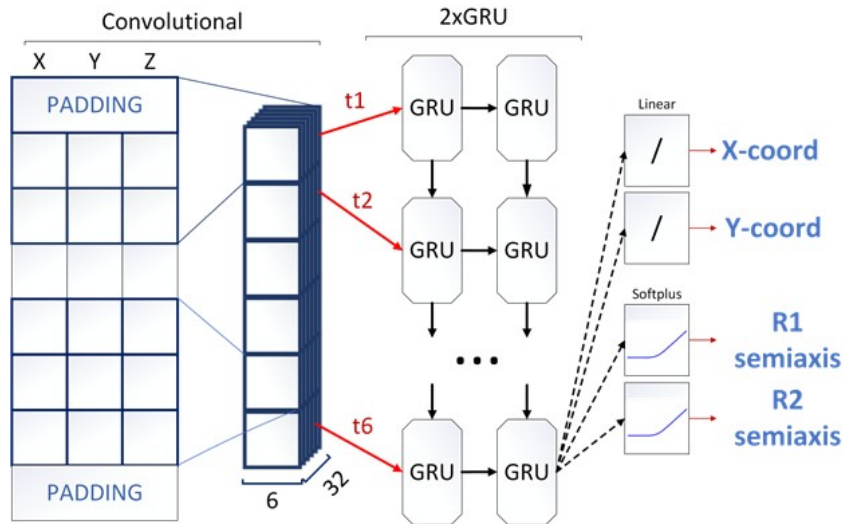 Convolutional
2xGRU
X Y Z
PADDING
t1
GRU GRU
Linear
/
X-coord
t2
GRU GRU
/
Y-coord
Softplus
R1
semiaxis
...
R2
semiaxis
t6
GRU GRU
PADDING
6
32